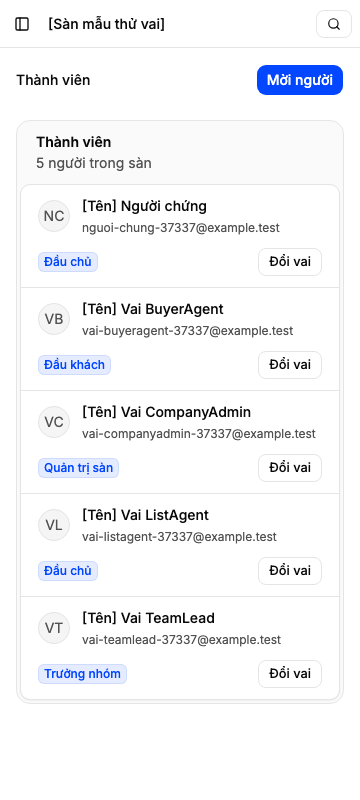 [Sàn mẫu thử vai]
Thành viên
Mời người
Thành viên
5 người trong sàn
NC
[Tên] Người chứng
nguoi-chung-37337@example.test
Đầu chủ
Đổi vai
VB
[Tên] Vai BuyerAgent
vai-buyeragent-37337@example.test
Đầu khách
Đổi vai
VC
[Tên] Vai CompanyAdmin
vai-companyadmin-37337@example.test
Quản trị sàn
Đổi vai
VL
[Tên] Vai ListAgent
vai-listagent-37337@example.test
Đầu chủ
Đổi vai
VT
[Tên] Vai TeamLead
vai-teamlead-37337@example.test
Trưởng nhóm
Đổi vai